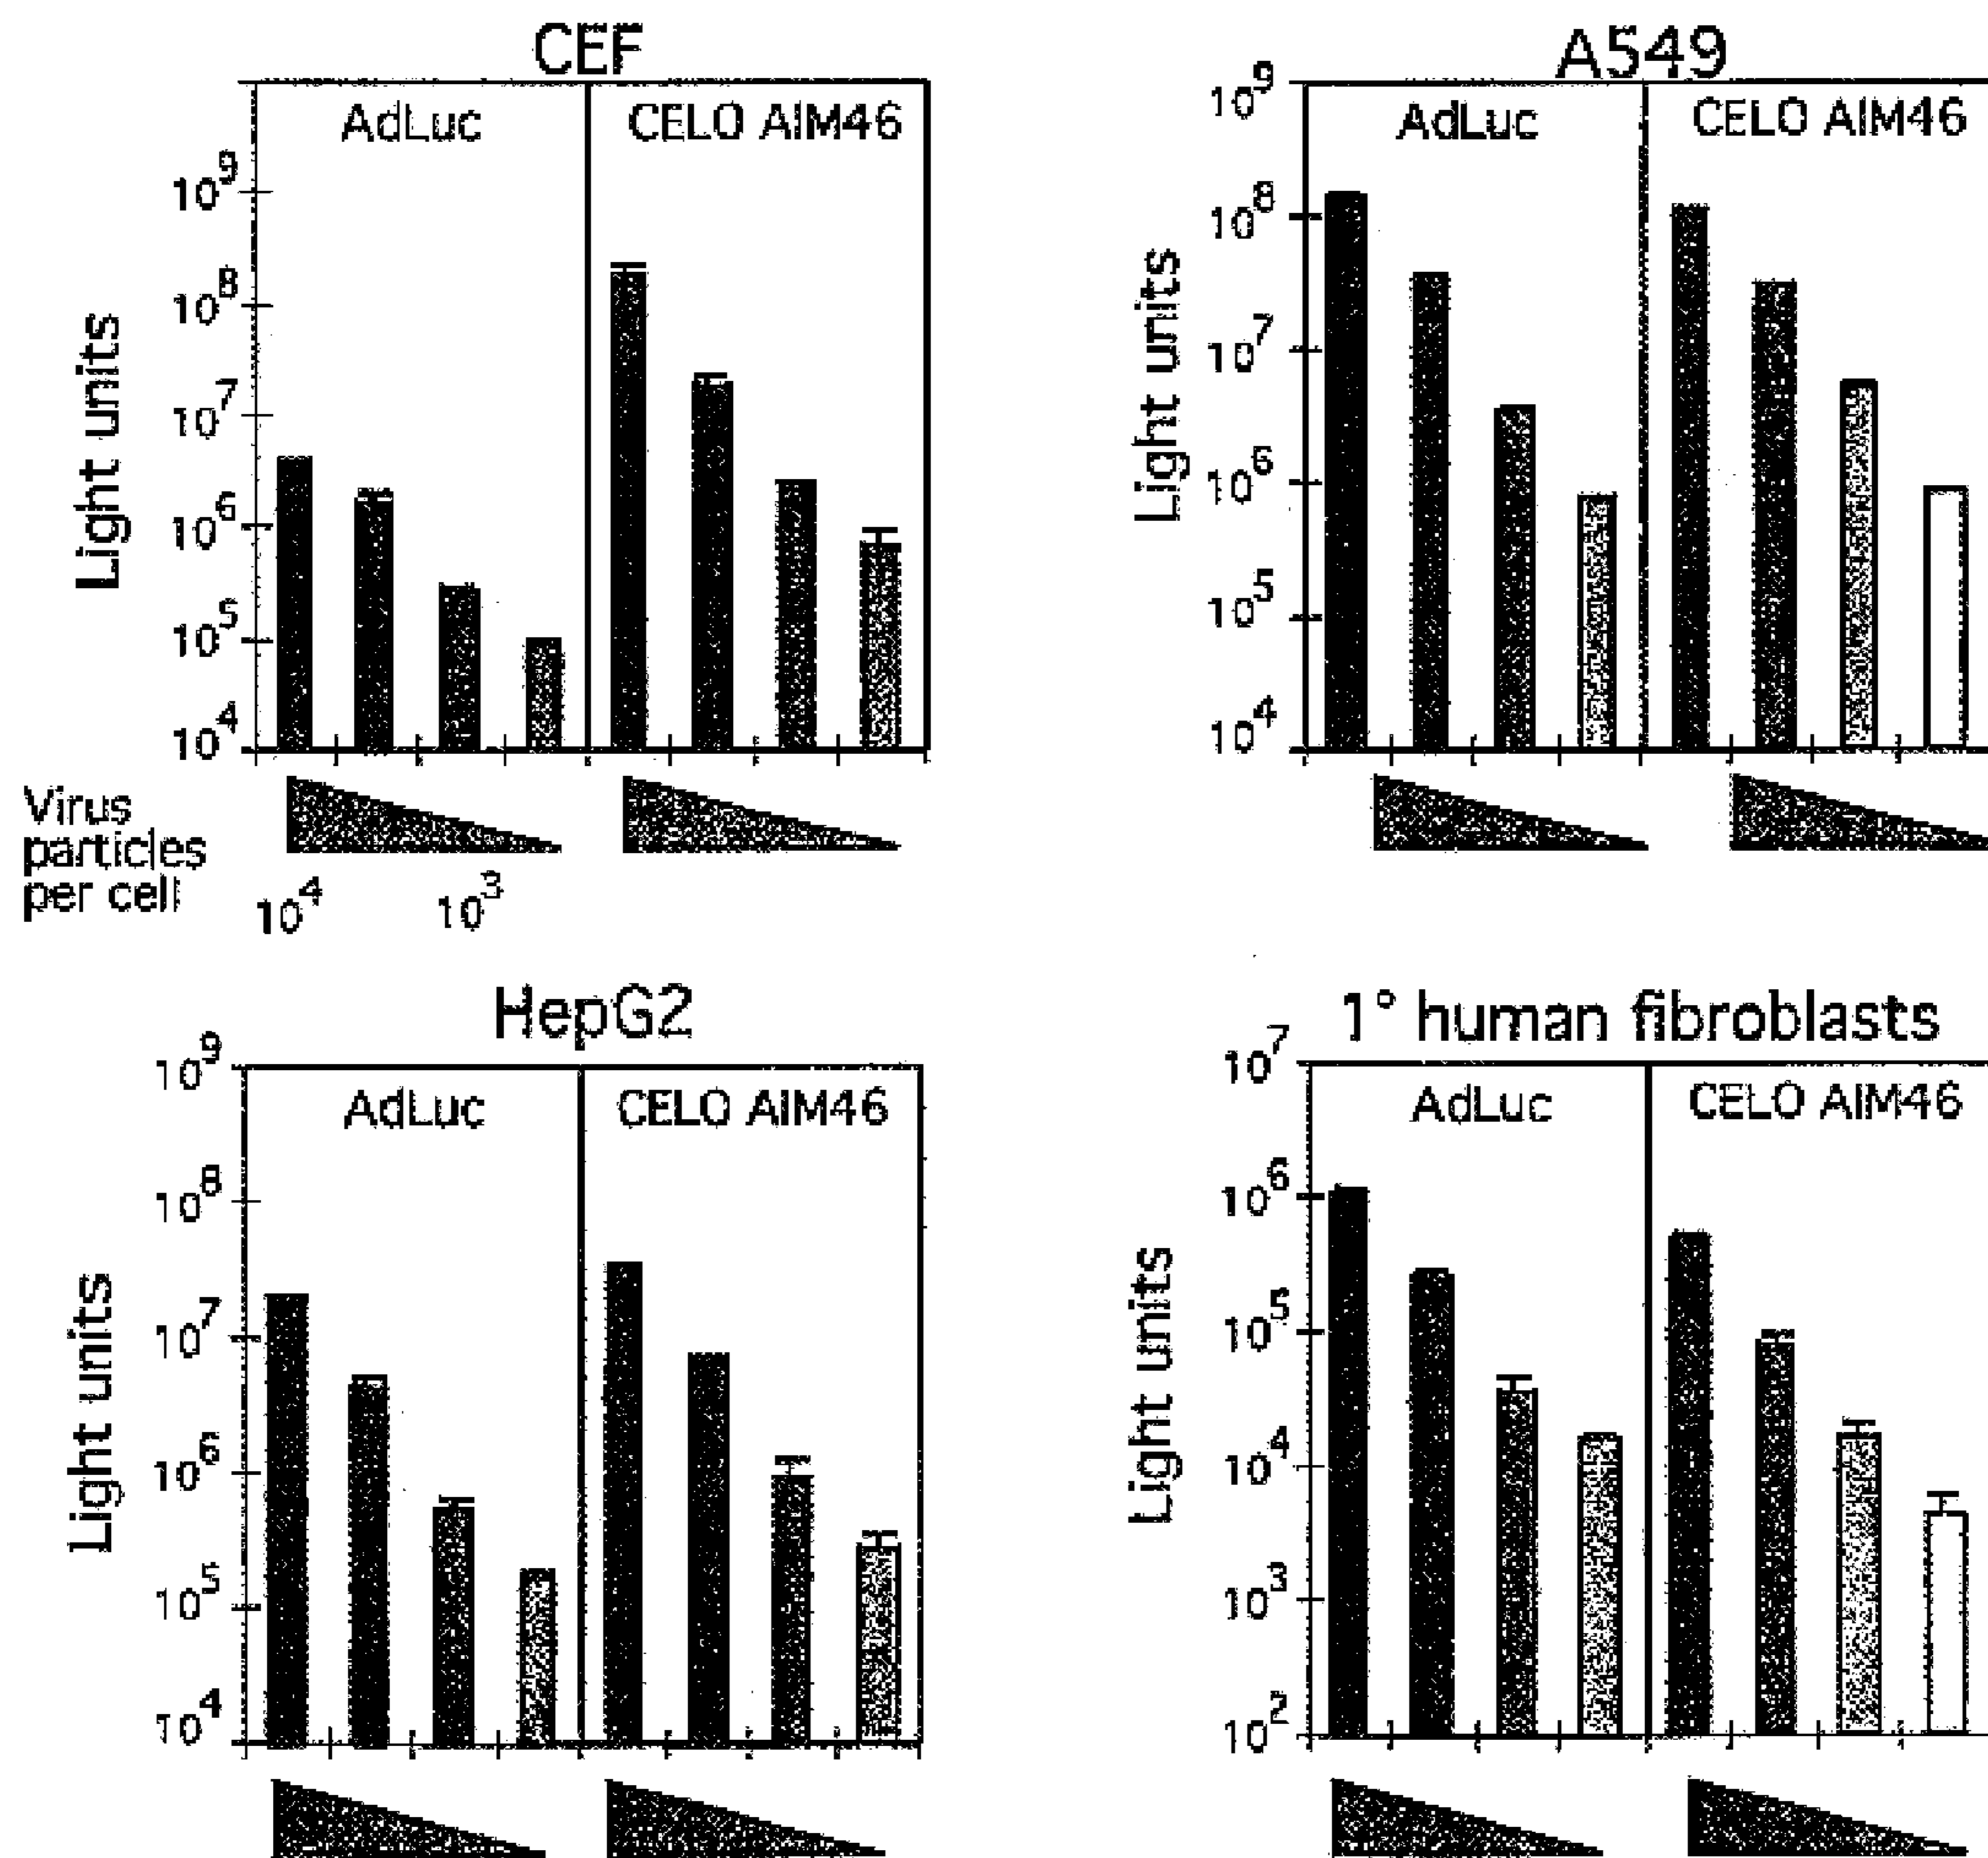 CEF
AdLuc
CELO AIM46
10^9
10^8
10^7
10^6
10^5
10^4
Light units
Virus
particles
per cell
10^4
10^3
A549
AdLuc
CELO AIM46
10^9
10^8
10^7
10^6
10^5
10^4
Light units
HepG2
AdLuc
CELO AIM46
10^9
10^8
10^7
10^6
10^5
10^4
Light units
1° human fibroblasts
AdLuc
CELO AIM46
10^7
10^6
10^5
10^4
10^3
10^2
Light units